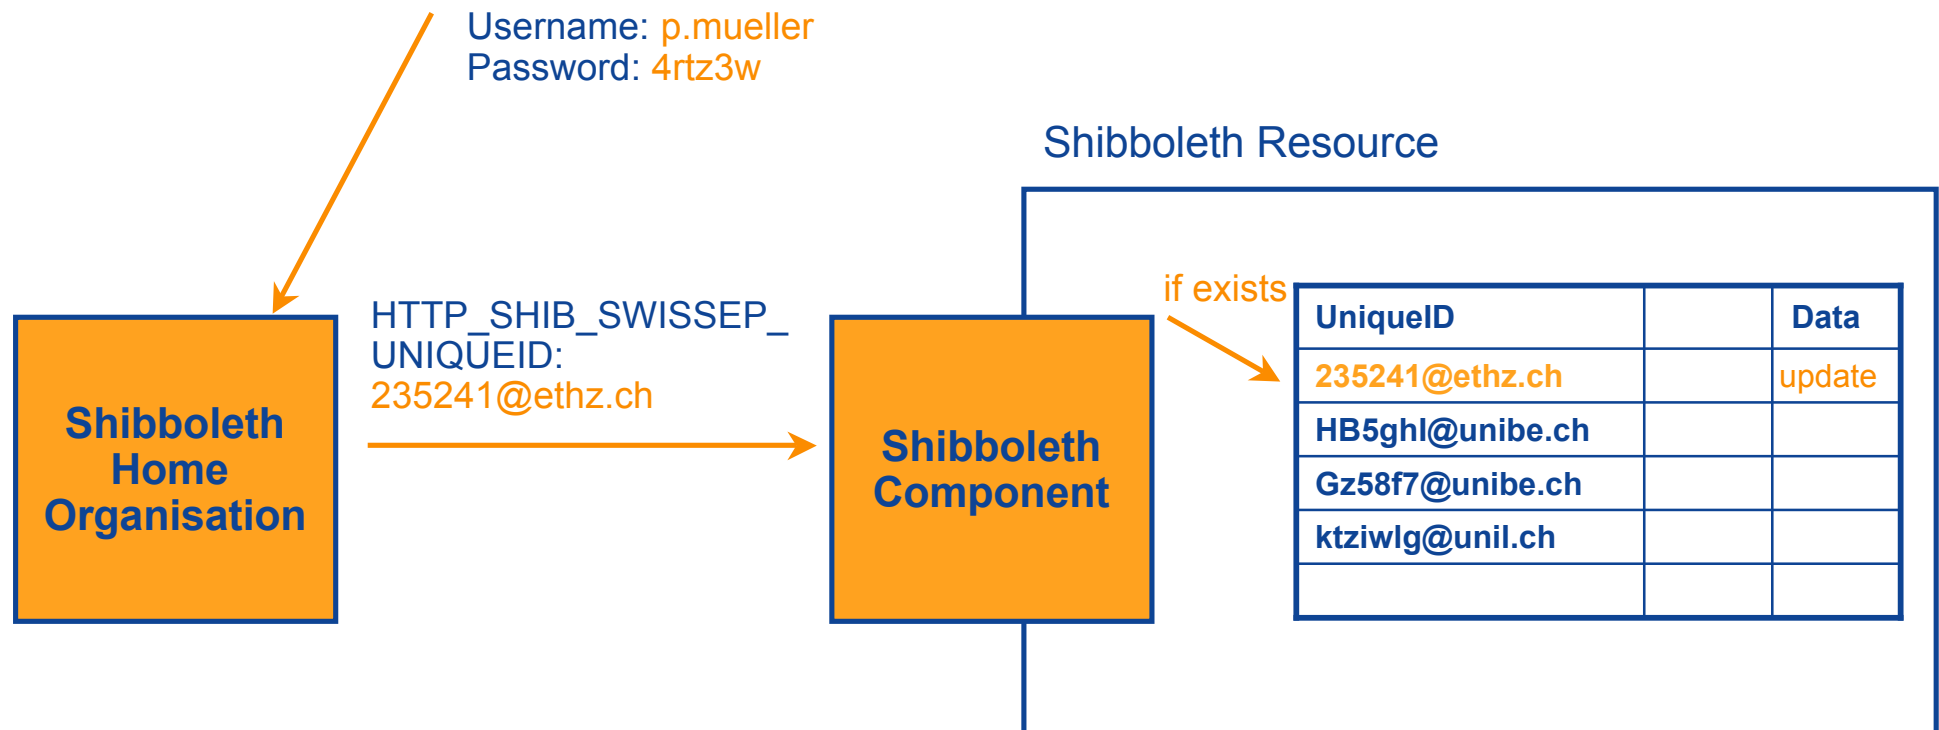 Username: p.mueller
Password: 4rtz3w
Shibboleth Resource
HTTP_SHIB_SWISSEP_
UNIQUEID:
235241@ethz.ch
Shibboleth
Home
Organisation
Shibboleth
Component
if exists
UniqueID Data
235241@ethz.ch update
HB5ghl@unibe.ch
Gz58f7@unibe.ch
ktziwlg@unil.ch